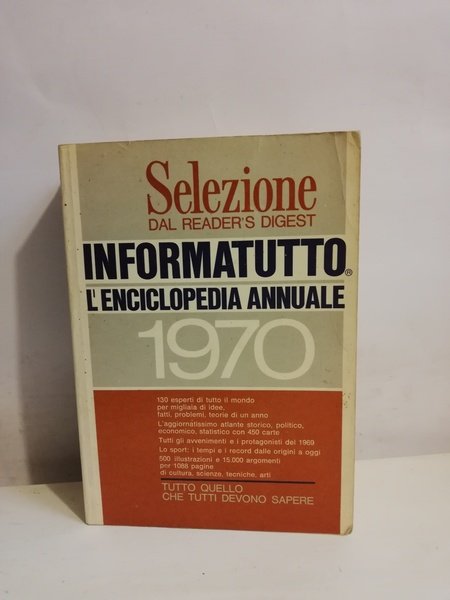 Selezione
DAL READER'S DIGEST
INFORMATUTTO®
L'ENCICLOPEDIA ANNUALE
1970
130 esperti di tutto il mondo
per migliaia di idee,
fatti, problemi, teorie di un anno
L'aggiornatissimo atlante storico, politico,
economico, statistico con 450 carte
Tutti gli avvenimenti e i protagonisti del 1969
Lo sport: i tempi e i record dalle origini a oggi
500 illustrazioni e 15.000 argomenti
per 1088 pagine
di cultura, scienze, tecniche, arti
TUTTO QUELLO
CHE TUTTI DEVONO SAPERE